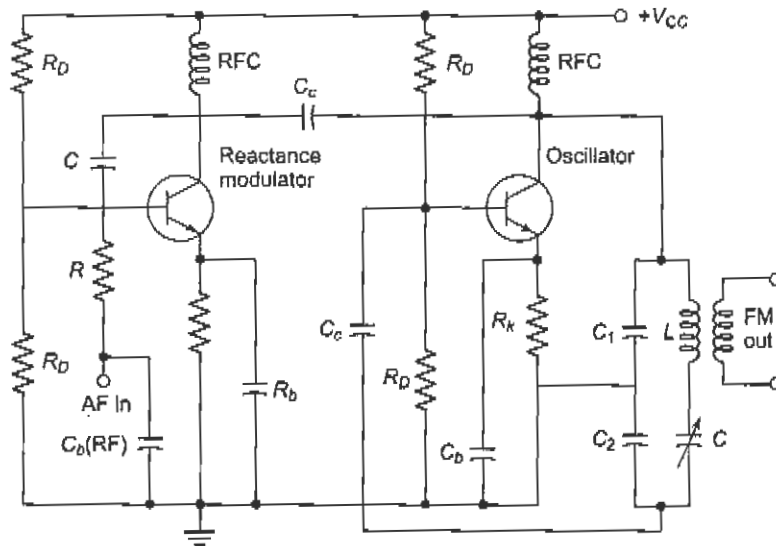 +V_CC
R_D
RFC
R_D
RFC
C_c
C
Reactance
modulator
Oscillator
R
C_c
R_k
C_1
L
FM
out
R_D
AF In
R_b
R_D
C_b(RF)
C_b
C_2
C